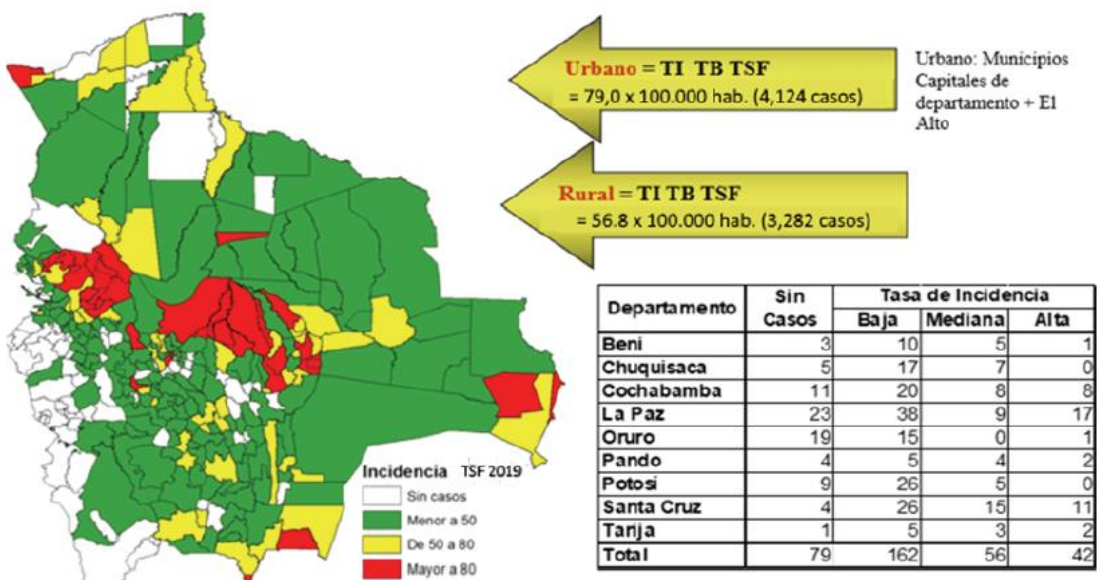 Urbano = TI TB TSF
= 79,0 x 100.000 hab. (4,124 casos)
Urbano: Municipios
Capitales de
departamento + El
Alto
Rural = TI TB TSF
= 56.8 x 100.000 hab. (3,282 casos)
Incidencia TSF 2019
Sin casos
Menor a 50
De 50 a 80
Mayor a 80
Departamento Sin Casos Tasa de Incidencia
Baja Mediana Alta
Beni 3 10 5 1
Chuquisaca 5 17 7 0
Cochabamba 11 20 8 8
La Paz 23 38 9 17
Oruro 19 15 0 1
Pando 4 5 4 2
Potosí 9 26 5 0
Santa Cruz 4 26 15 11
Tarija 1 5 3 2
Total 79 162 56 42